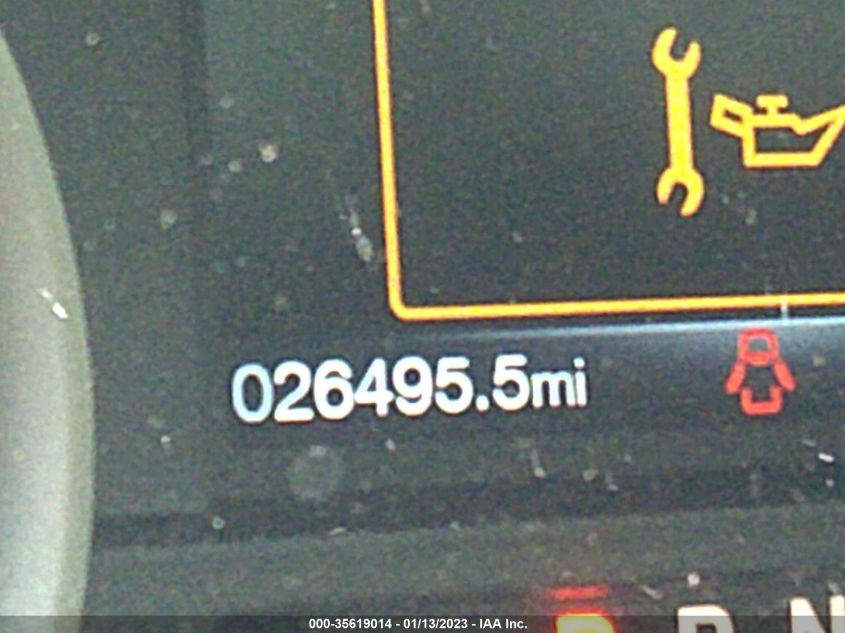 026495.5mi
P R N
000-35619014 - 01/13/2023 - IAA Inc.